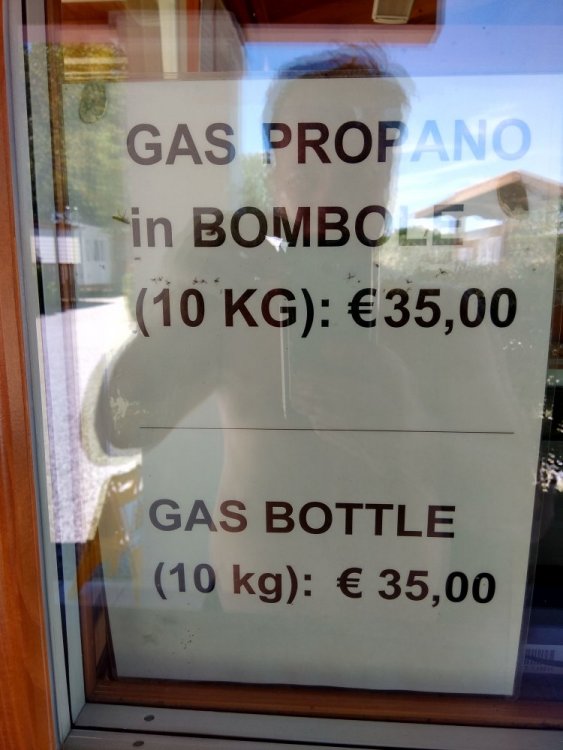 GAS PROPANO
in BOMBOLE
(10 KG): €35,00
GAS BOTTLE
(10 kg): € 35,00